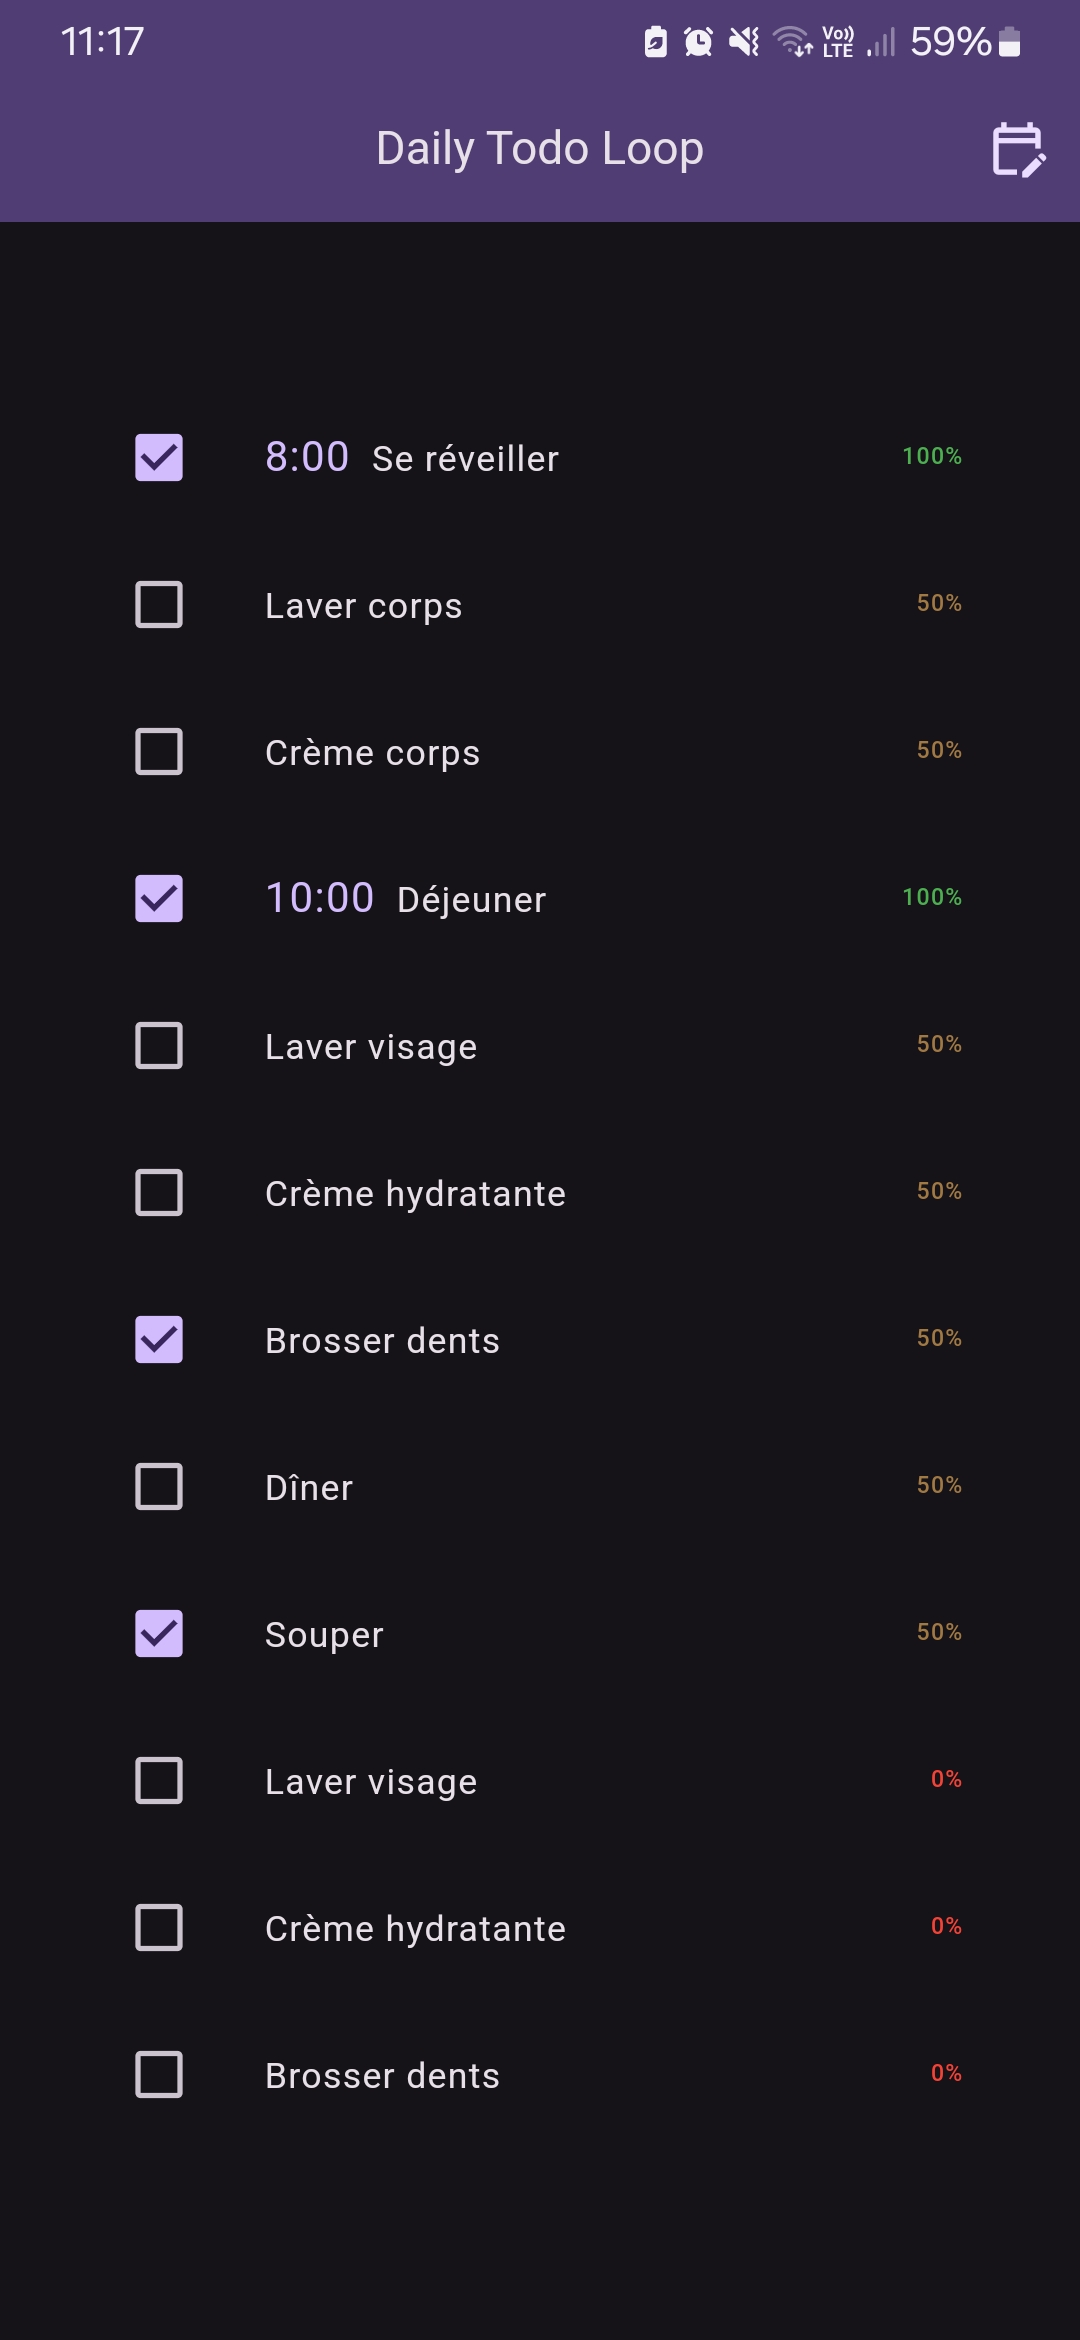 11:17 Vo)) LTE 59%
Daily Todo Loop
8:00 Se réveiller 100%
Laver corps 50%
Crème corps 50%
10:00 Déjeuner 100%
Laver visage 50%
Crème hydratante 50%
Brosser dents 50%
Dîner 50%
Souper 50%
Laver visage 0%
Crème hydratante 0%
Brosser dents 0%